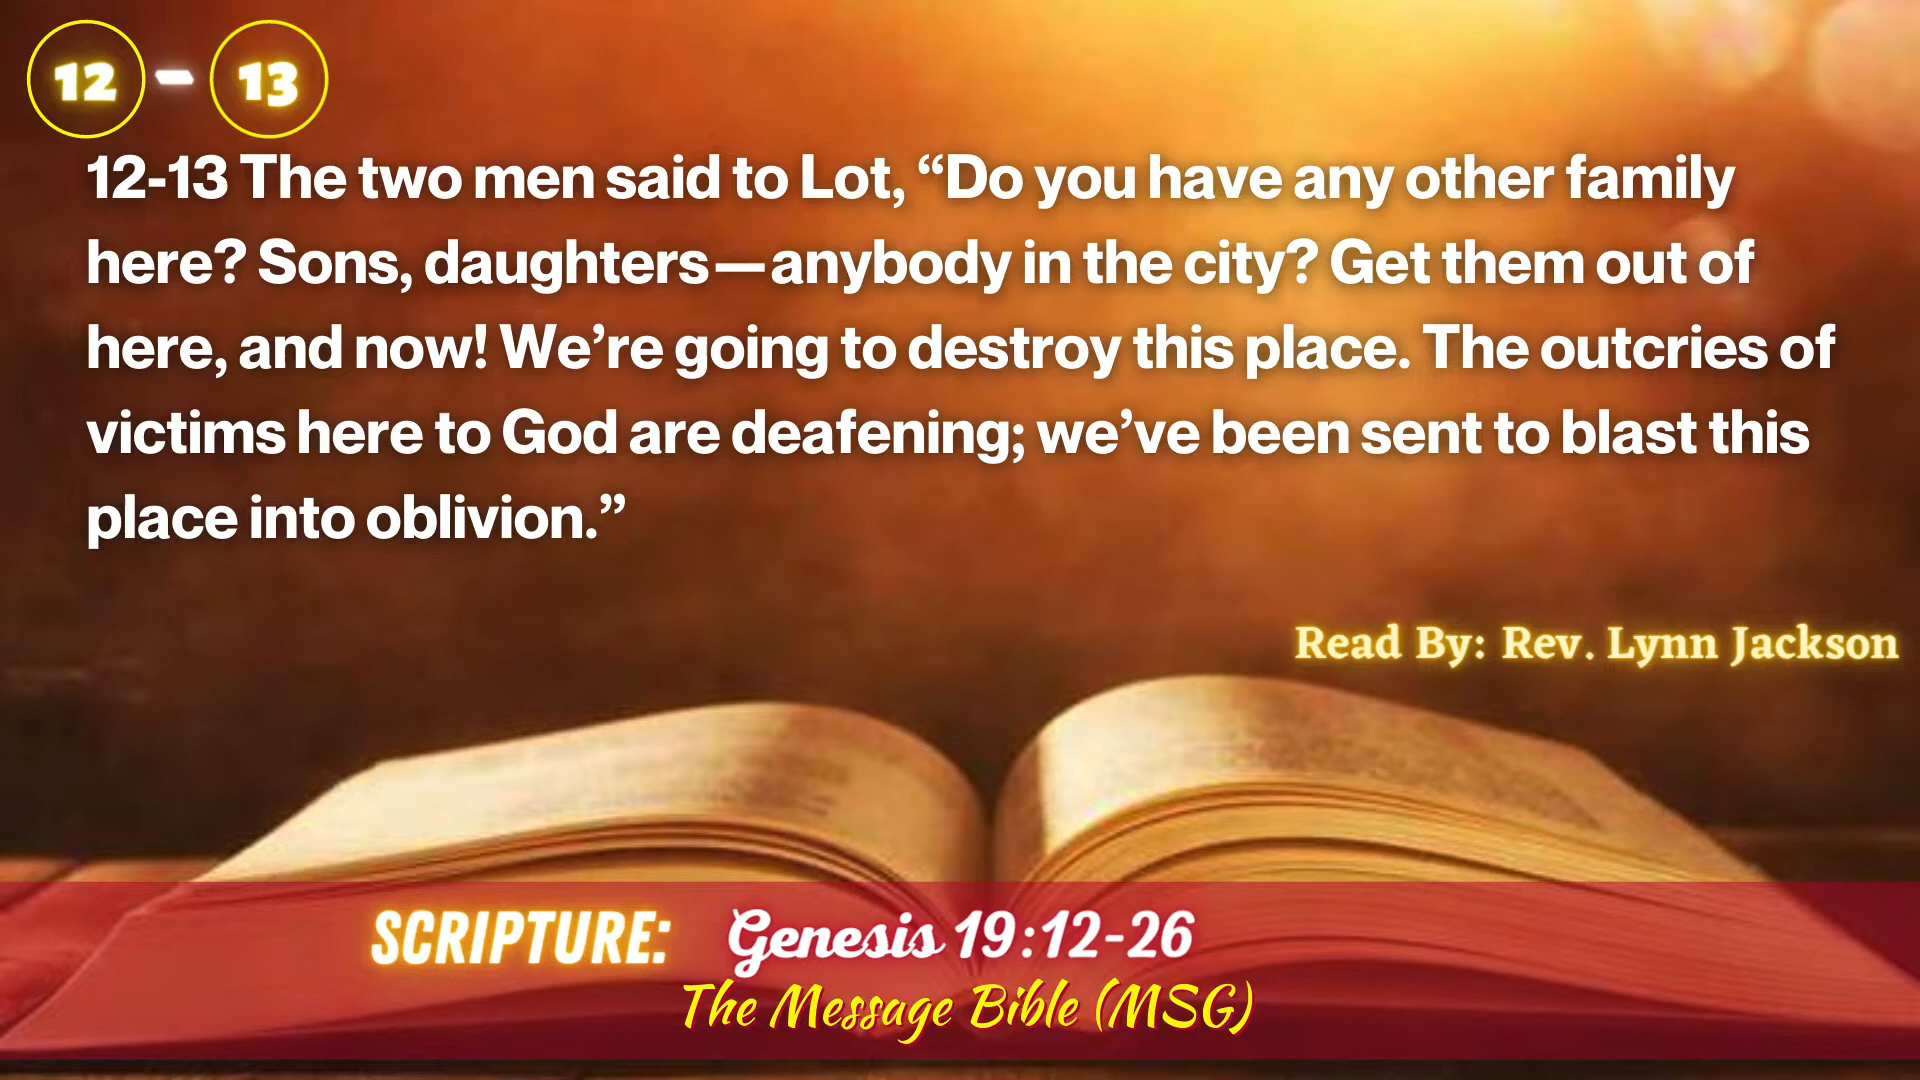 12 - 13
12-13 The two men said to Lot, “Do you have any other family
here? Sons, daughters—anybody in the city? Get them out of
here, and now! We’re going to destroy this place. The outcries of
victims here to God are deafening; we’ve been sent to blast this
place into oblivion.”
Read By: Rev. Lynn Jackson
SCRIPTURE: Genesis 19:12-26
The Message Bible (MSG)